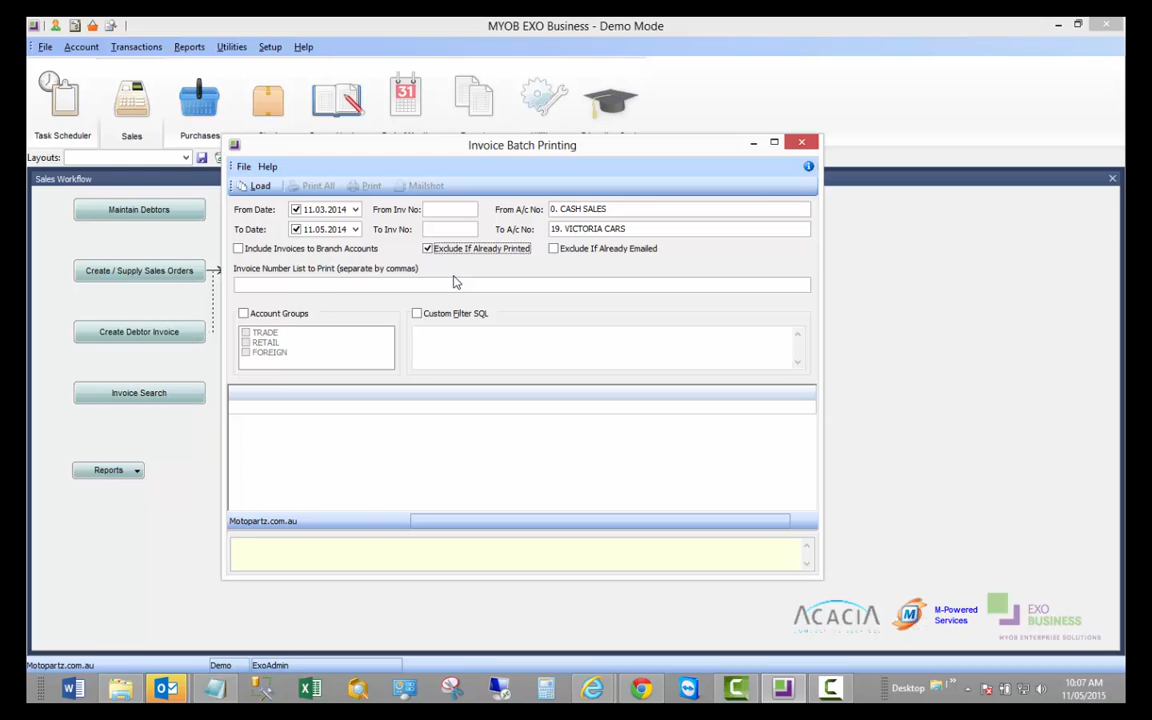 MYOB EXO Business - Demo Mode
File Account Transactions Reports Utilities Setup Help
31
Task Scheduler Sales Purchases
Layouts:
Sales Workflow
Maintain Debtors
Create / Supply Sales Orders
Create Debtor Invoice
Invoice Search
Reports
Invoice Batch Printing
File Help
Load Print All Print Mailshot
From Date: 11.03.2014 From Inv No: From A/c No: 0. CASH SALES
To Date: 11.05.2014 To Inv No: To A/c No: 19. VICTORIA CARS
Include Invoices to Branch Accounts Exclude If Already Printed Exclude If Already Emailed
Invoice Number List to Print (separate by commas)
Account Groups Custom Filter SQL
TRADE
RETAIL
FOREIGN
Motopartz.com.au
ACACIA
M-Powered
Services
EXO
BUSINESS
MYOB ENTERPRISE SOLUTIONS
Motopartz.com.au Demo ExoAdmin
Desktop
10:07 AM
11/05/2015